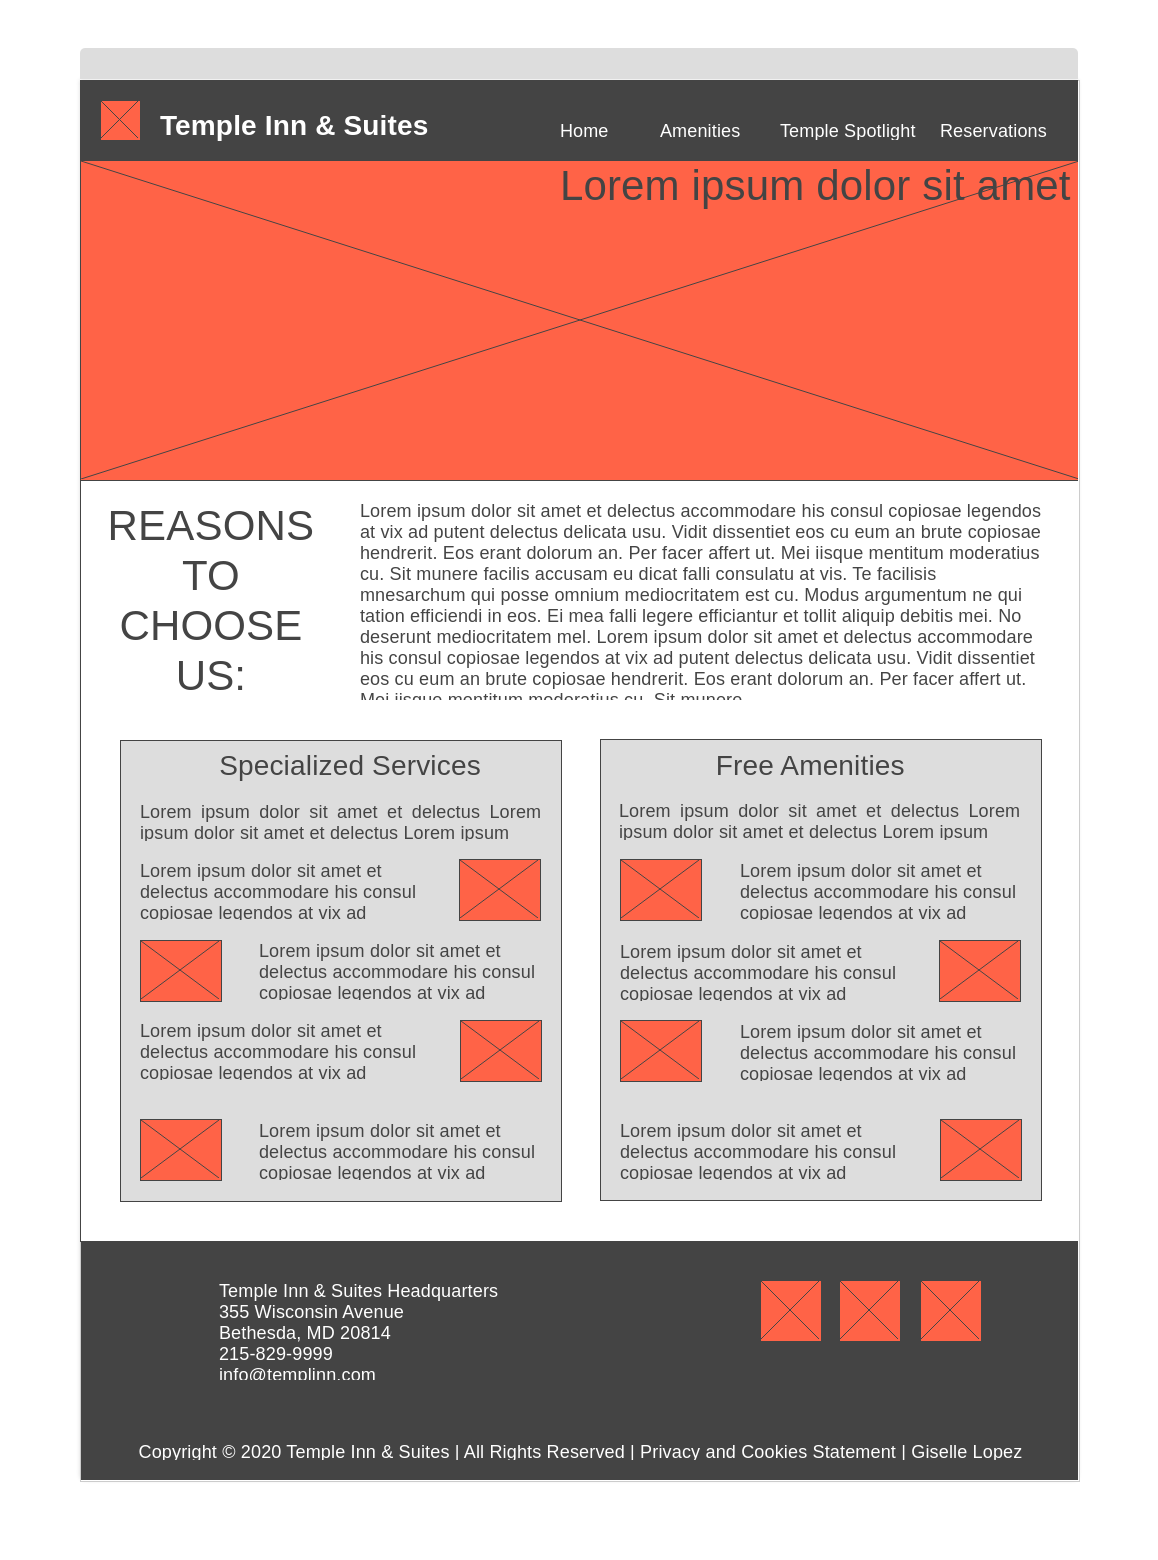 Temple Inn & Suites
Home Amenities Temple Spotlight Reservations
Lorem ipsum dolor sit amet
REASONS
TO
CHOOSE
US:
Lorem ipsum dolor sit amet et delectus accommodare his consul copiosae legendos
at vix ad putent delectus delicata usu. Vidit dissentiet eos cu eum an brute copiosae
hendrerit. Eos erant dolorum an. Per facer affert ut. Mei iisque mentitum moderatius
cu. Sit munere facilis accusam eu dicat falli consulatu at vis. Te facilisis
mnesarchum qui posse omnium mediocritatem est cu. Modus argumentum ne qui
tation efficiendi in eos. Ei mea falli legere efficiantur et tollit aliquip debitis mei. No
deserunt mediocritatem mel. Lorem ipsum dolor sit amet et delectus accommodare
his consul copiosae legendos at vix ad putent delectus delicata usu. Vidit dissentiet
eos cu eum an brute copiosae hendrerit. Eos erant dolorum an. Per facer affert ut.
Mei iisque mentitum moderatius cu. Sit munere
Specialized Services
Lorem ipsum dolor sit amet et delectus Lorem
ipsum dolor sit amet et delectus Lorem ipsum
Lorem ipsum dolor sit amet et
delectus accommodare his consul
copiosae legendos at vix ad
Lorem ipsum dolor sit amet et
delectus accommodare his consul
copiosae legendos at vix ad
Lorem ipsum dolor sit amet et
delectus accommodare his consul
copiosae legendos at vix ad
Lorem ipsum dolor sit amet et
delectus accommodare his consul
copiosae legendos at vix ad
Free Amenities
Lorem ipsum dolor sit amet et delectus Lorem
ipsum dolor sit amet et delectus Lorem ipsum
Lorem ipsum dolor sit amet et
delectus accommodare his consul
copiosae legendos at vix ad
Lorem ipsum dolor sit amet et
delectus accommodare his consul
copiosae legendos at vix ad
Lorem ipsum dolor sit amet et
delectus accommodare his consul
copiosae legendos at vix ad
Lorem ipsum dolor sit amet et
delectus accommodare his consul
copiosae legendos at vix ad
Temple Inn & Suites Headquarters
355 Wisconsin Avenue
Bethesda, MD 20814
215-829-9999
info@templinn.com
Copyright © 2020 Temple Inn & Suites | All Rights Reserved | Privacy and Cookies Statement | Giselle Lopez